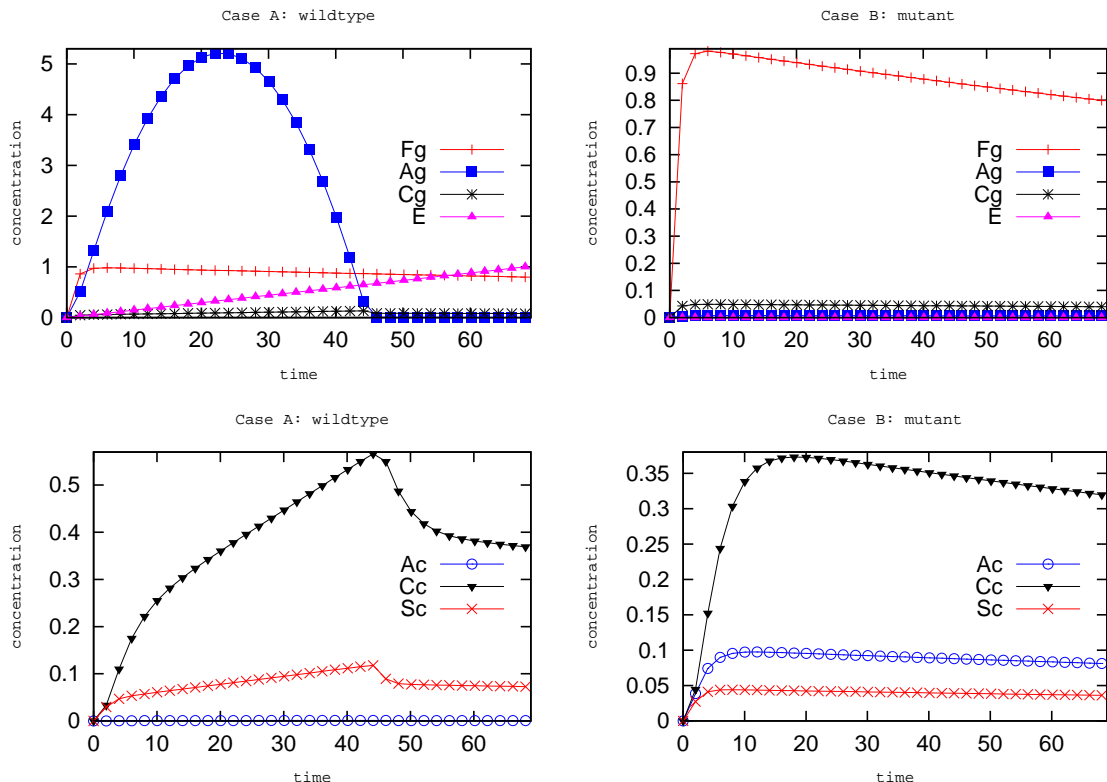 Case A: wildtype
5
4
3
2
1
0
0 10 20 30 40 50 60
concentration
time
Fg
Ag
Cg
E
Case B: mutant
0.9
0.8
0.7
0.6
0.5
0.4
0.3
0.2
0.1
0
0 10 20 30 40 50 60
concentration
time
Fg
Ag
Cg
E
Case A: wildtype
0.5
0.4
0.3
0.2
0.1
0
0 10 20 30 40 50 60
concentration
time
Ac
Cc
Sc
Case B: mutant
0.35
0.3
0.25
0.2
0.15
0.1
0.05
0
0 10 20 30 40 50 60
concentration
time
Ac
Cc
Sc